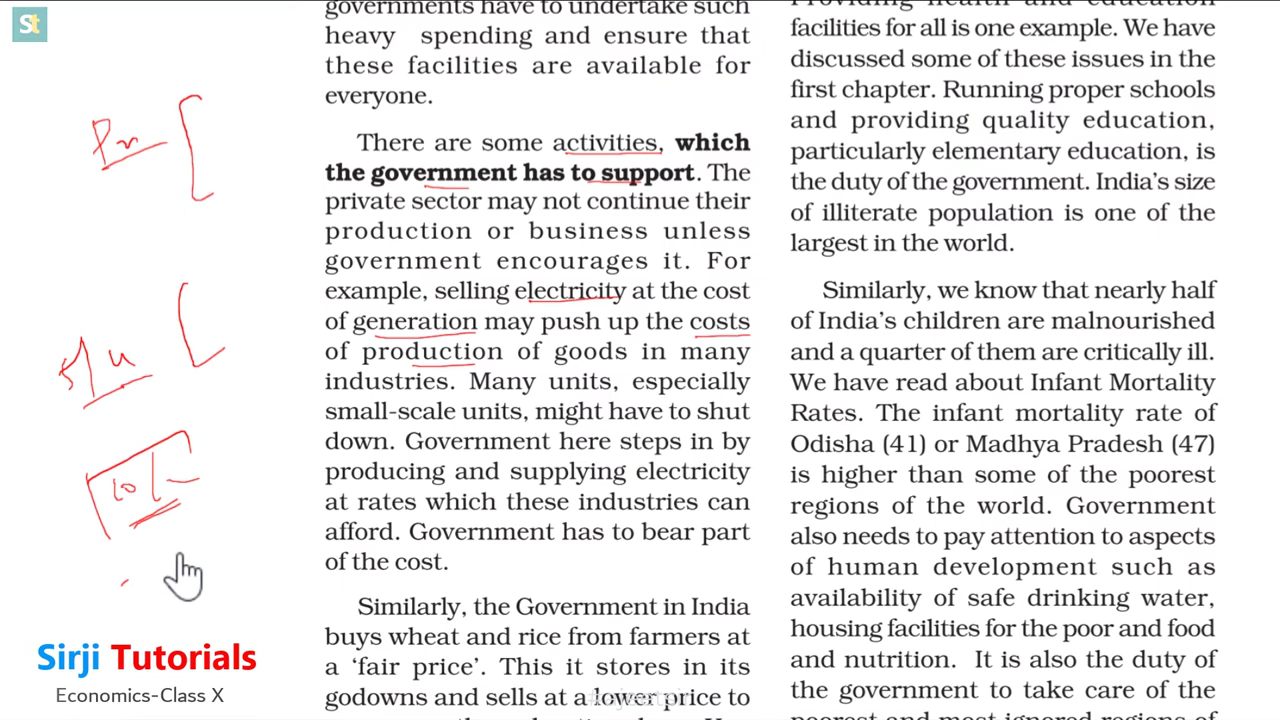 St
governments have to undertake such
heavy spending and ensure that
these facilities are available for
everyone.
There are some activities, which
the government has to support. The
private sector may not continue their
production or business unless
government encourages it. For
example, selling electricity at the cost
of generation may push up the costs
of production of goods in many
industries. Many units, especially
small-scale units, might have to shut
down. Government here steps in by
producing and supplying electricity
at rates which these industries can
afford. Government has to bear part
of the cost.
Similarly, the Government in India
buys wheat and rice from farmers at
a ‘fair price’. This it stores in its
godowns and sells at a lower price to
Providing health and education
facilities for all is one example. We have
discussed some of these issues in the
first chapter. Running proper schools
and providing quality education,
particularly elementary education, is
the duty of the government. India’s size
of illiterate population is one of the
largest in the world.
Similarly, we know that nearly half
of India’s children are malnourished
and a quarter of them are critically ill.
We have read about Infant Mortality
Rates. The infant mortality rate of
Odisha (41) or Madhya Pradesh (47)
is higher than some of the poorest
regions of the world. Government
also needs to pay attention to aspects
of human development such as
availability of safe drinking water,
housing facilities for the poor and food
and nutrition. It is also the duty of
the government to take care of the
poorest and most ignored regions of
Sirji Tutorials
Economics-Class X